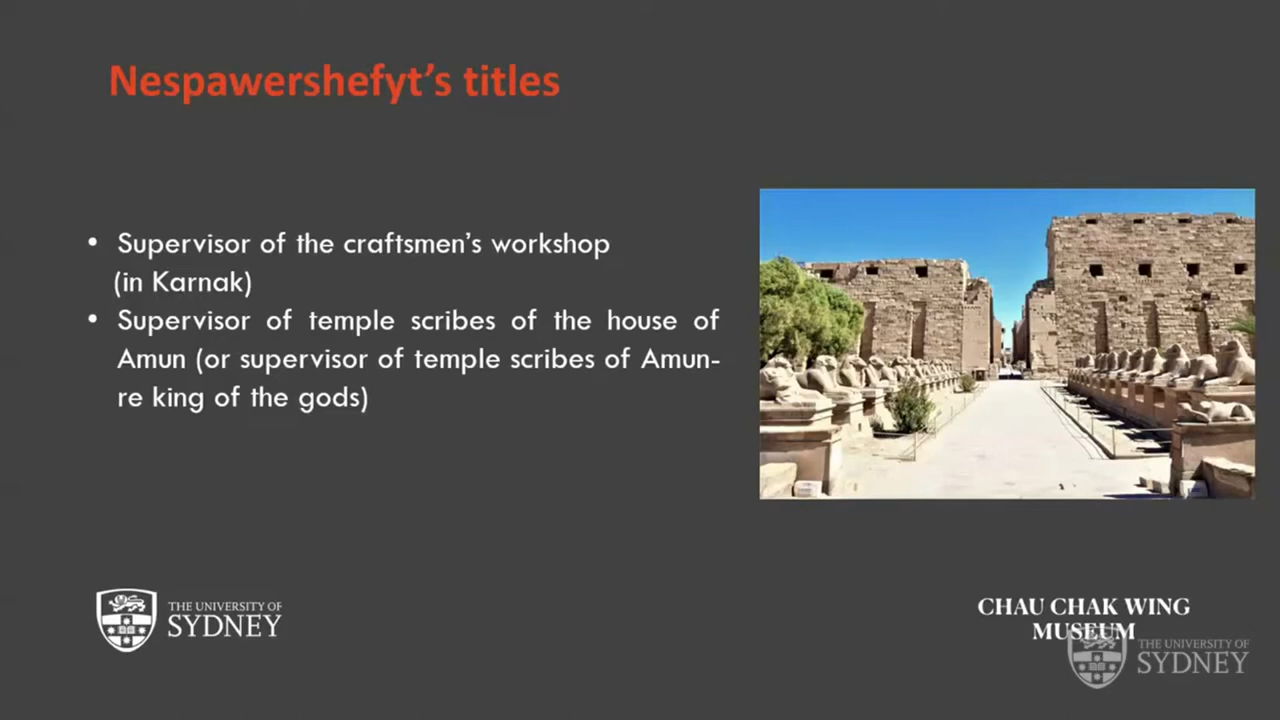 Nespawershefyt’s titles
• Supervisor of the craftsmen’s workshop
(in Karnak)
• Supervisor of temple scribes of the house of
Amun (or supervisor of temple scribes of Amun-
re king of the gods)
THE UNIVERSITY OF
SYDNEY
CHAU CHAK WING
MUSEUM
THE UNIVERSITY OF
SYDNEY